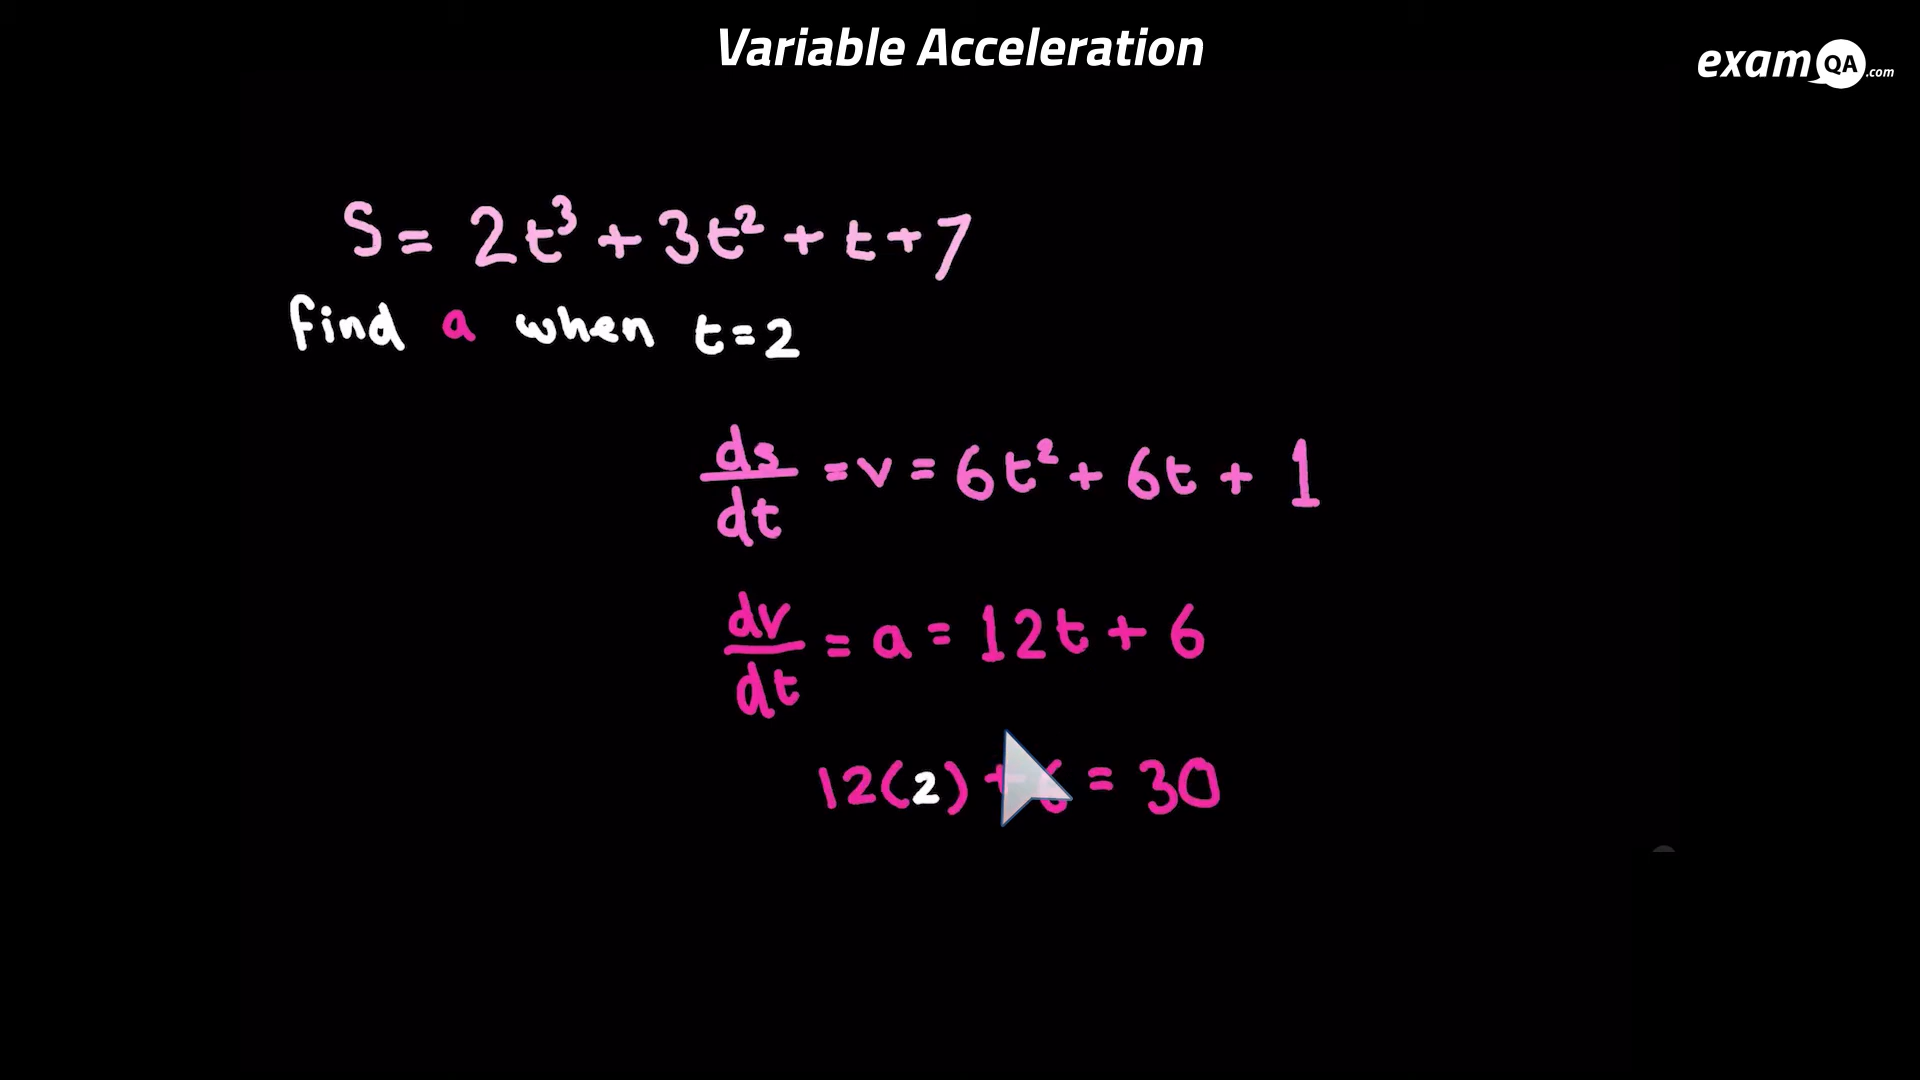 Variable Acceleration
examQA.com
S = 2t³ + 3t² + t + 7
find a when t = 2
ds/dt = v = 6t² + 6t + 1
dv/dt = a = 12t + 6
12(2) + 6 = 30